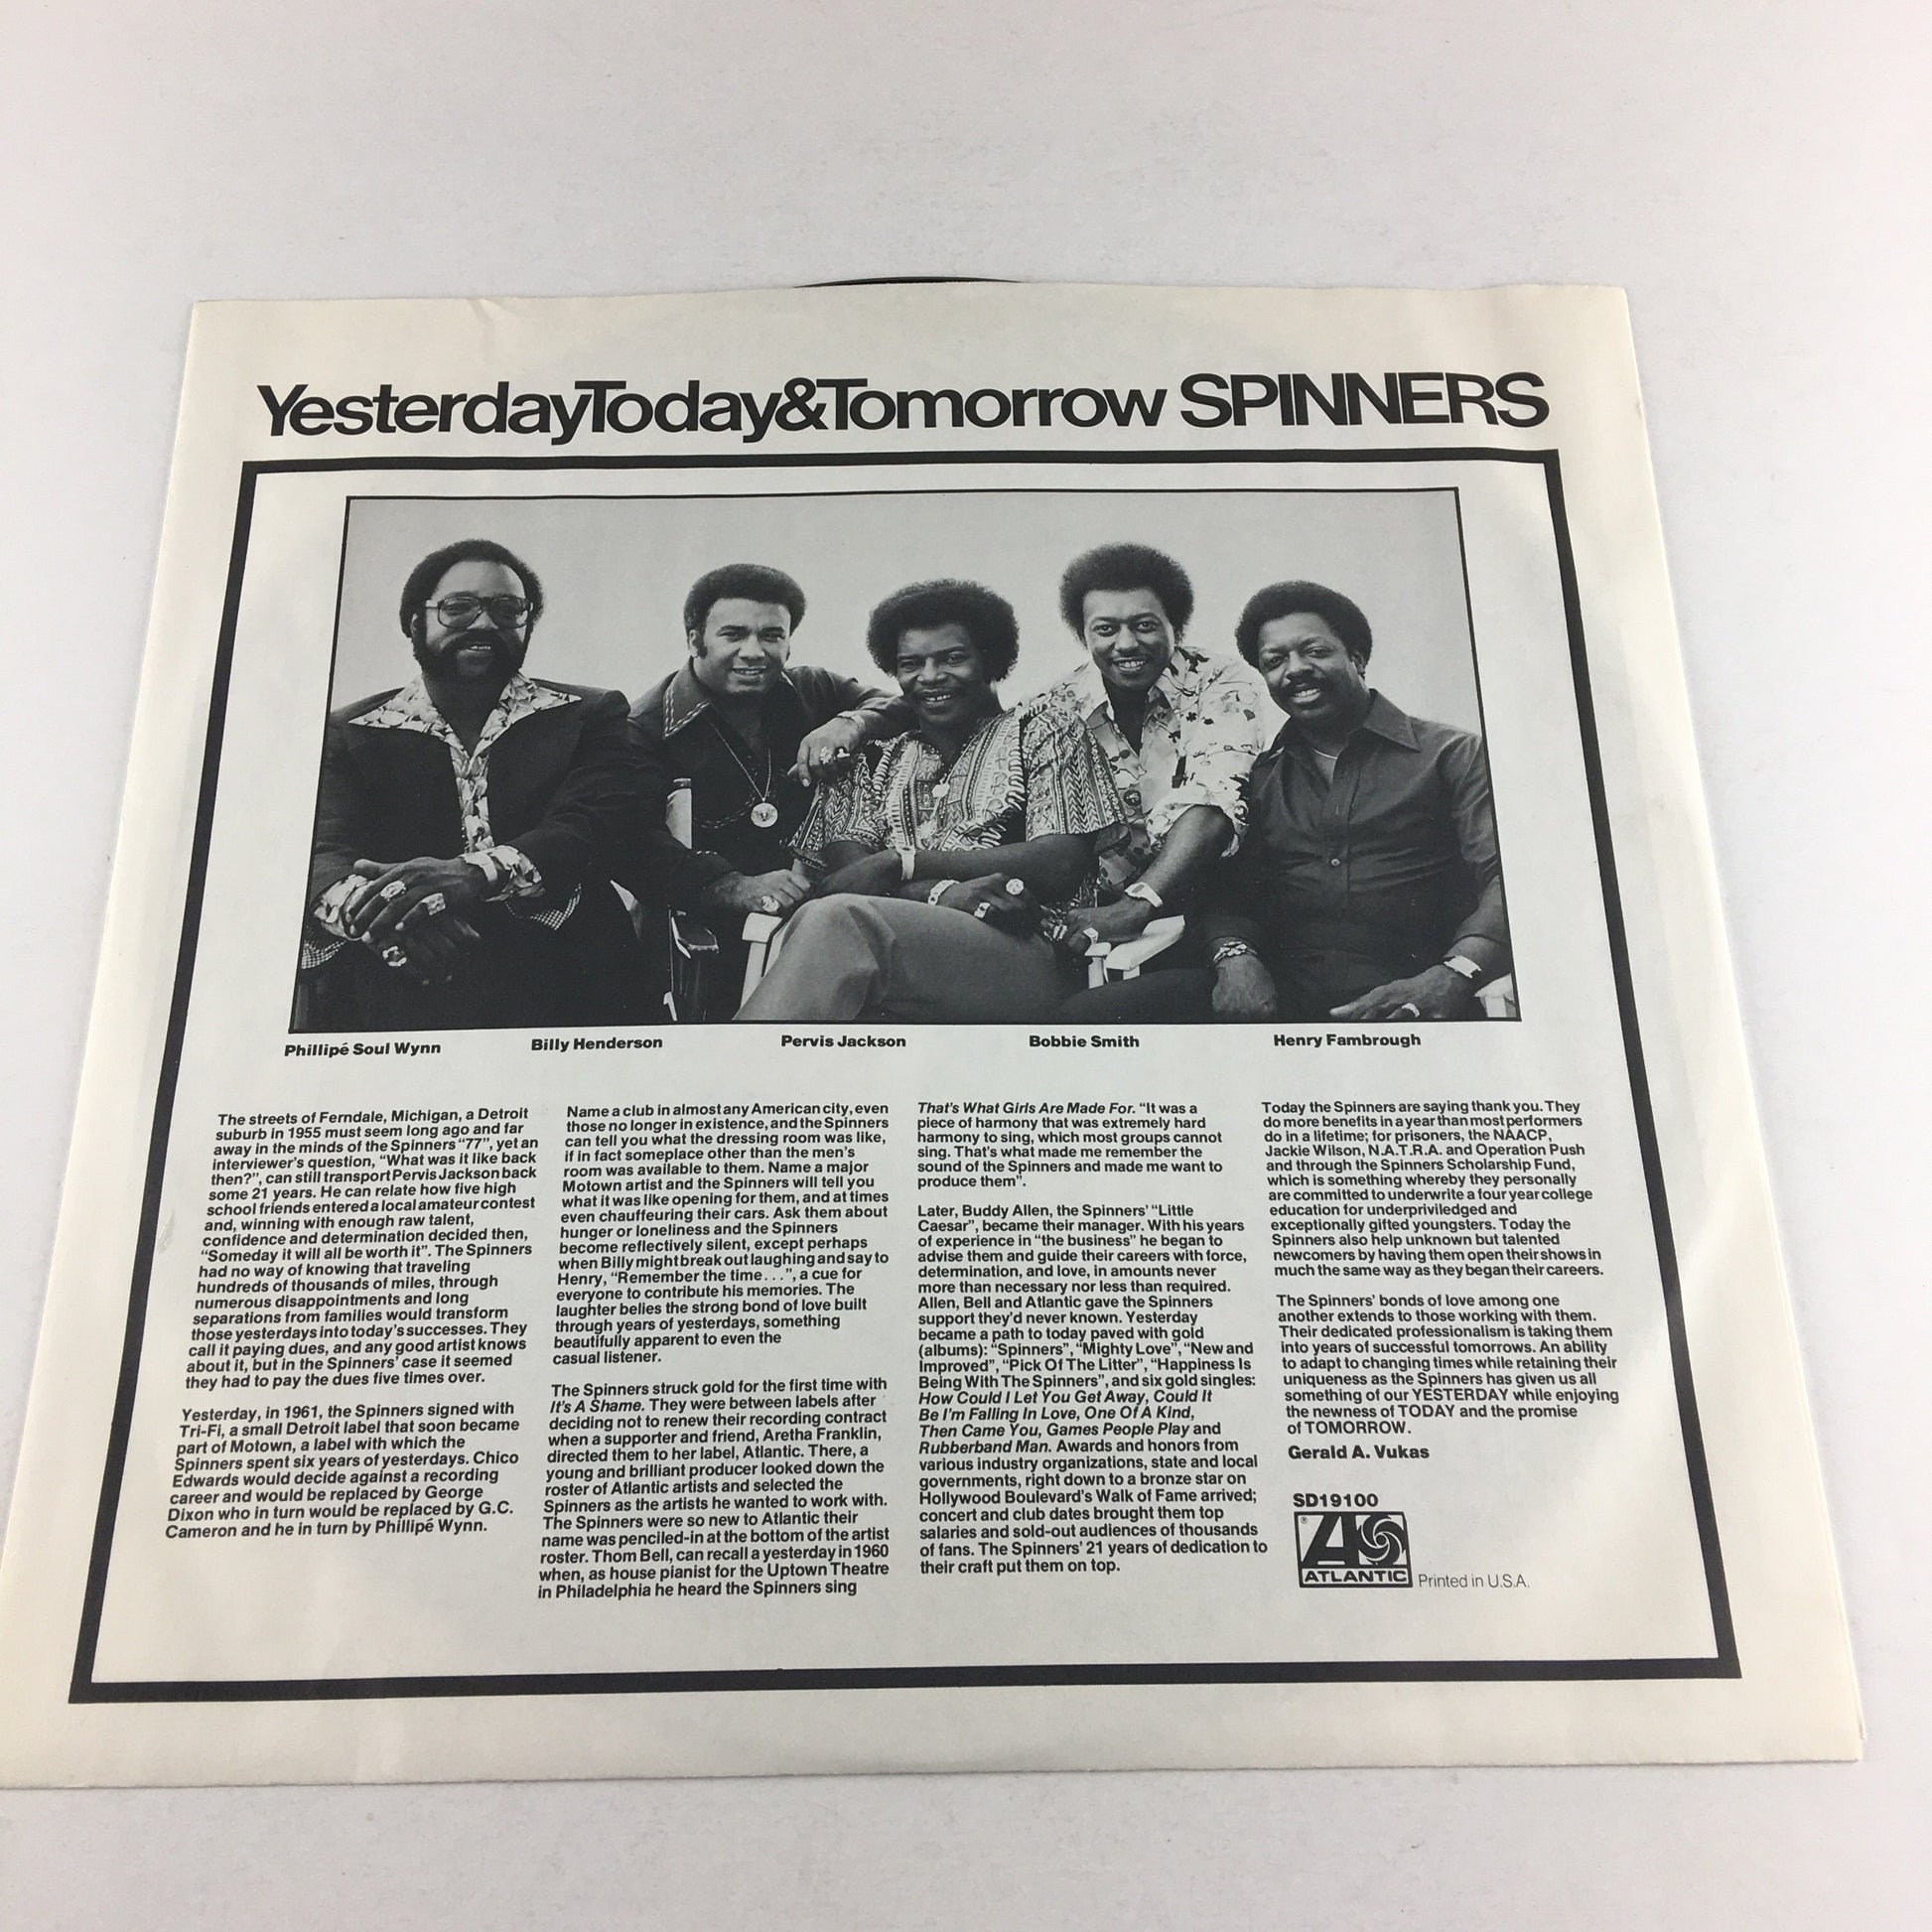 YesterdayToday&Tomorrow SPINNERS
Phillipé Soul Wynn
Billy Henderson
Pervis Jackson
Bobbie Smith
Henry Fambrough
The streets of Ferndale, Michigan, a Detroit
suburb in 1955 must seem long ago and far
away in the minds of the Spinners "77", yet an
interviewer's question, "What was it like back
then?", can still transport Pervis Jackson back
some 21 years. He can relate how five high
school friends entered a local amateur contest
and, winning with enough raw talent,
confidence and determination decided then,
"Someday it will all be worth it". The Spinners
had no way of knowing that traveling
hundreds of thousands of miles, through
numerous disappointments and long
separations from families would transform
those yesterdays into today's successes. They
call it paying dues, and any good artist knows
about it, but in the Spinners' case it seemed
they had to pay the dues five times over.
Yesterday, in 1961, the Spinners signed with
Tri-Fi, a small Detroit label that soon became
part of Motown, a label with which the
Spinners spent six years of yesterdays. Chico
Edwards would decide against a recording
career and would be replaced by George
Dixon who in turn would be replaced by G.C.
Cameron and he in turn by Phillipé Wynn.
Name a club in almost any American city, even
those no longer in existence, and the Spinners
can tell you what the dressing room was like,
if in fact someplace other than the men's
room was available to them. Name a major
Motown artist and the Spinners will tell you
what it was like opening for them, and at times
even chauffeuring their cars. Ask them about
hunger or loneliness and the Spinners
become reflectively silent, except perhaps
when Billy might break out laughing and say to
Henry, "Remember the time...", a cue for
everyone to contribute his memories. The
laughter belies the strong bond of love built
through years of yesterdays, something
beautifully apparent to even the
casual listener.
The Spinners struck gold for the first time with
It's A Shame. They were between labels after
deciding not to renew their recording contract
when a supporter and friend, Aretha Franklin,
directed them to her label, Atlantic. There, a
young and brilliant producer looked down the
roster of Atlantic artists and selected the
Spinners as the artists he wanted to work with.
The Spinners were so new to Atlantic their
name was penciled-in at the bottom of the artist
roster. Thom Bell, can recall a yesterday in 1960
when, as house pianist for the Uptown Theatre
in Philadelphia he heard the Spinners sing
That's What Girls Are Made For. "It was a
piece of harmony that was extremely hard
harmony to sing, which most groups cannot
sing. That's what made me remember the
sound of the Spinners and made me want to
produce them".
Later, Buddy Allen, the Spinners' "Little
Caesar", became their manager. With his years
of experience in "the business" he began to
advise them and guide their careers with force,
determination, and love, in amounts never
more than necessary nor less than required.
Allen, Bell and Atlantic gave the Spinners
support they'd never known. Yesterday
became a path to today paved with gold
(albums): "Spinners", "Mighty Love", "New and
Improved", "Pick Of The Litter", "Happiness Is
Being With The Spinners", and six gold singles:
How Could I Let You Get Away, Could It
Be I'm Falling In Love, One Of A Kind,
Then Came You, Games People Play and
Rubberband Man. Awards and honors from
various industry organizations, state and local
governments, right down to a bronze star on
Hollywood Boulevard's Walk of Fame arrived;
concert and club dates brought them top
salaries and sold-out audiences of thousands
of fans. The Spinners' 21 years of dedication to
their craft put them on top.
Today the Spinners are saying thank you. They
do more benefits in a year than most performers
do in a lifetime; for prisoners, the NAACP,
Jackie Wilson, N.A.T.R.A. and Operation Push
and through the Spinners Scholarship Fund,
which is something whereby they personally
are committed to underwrite a four year college
education for underpriviledged and
exceptionally gifted youngsters. Today the
Spinners also help unknown but talented
newcomers by having them open their shows in
much the same way as they began their careers.
The Spinners' bonds of love among one
another extends to those working with them.
Their dedicated professionalism is taking them
into years of successful tomorrows. An ability
to adapt to changing times while retaining their
uniqueness as the Spinners has given us all
something of our YESTERDAY while enjoying
the newness of TODAY and the promise
of TOMORROW.
Gerald A. Vukas
SD19100
ATLANTIC Printed in U.S.A.